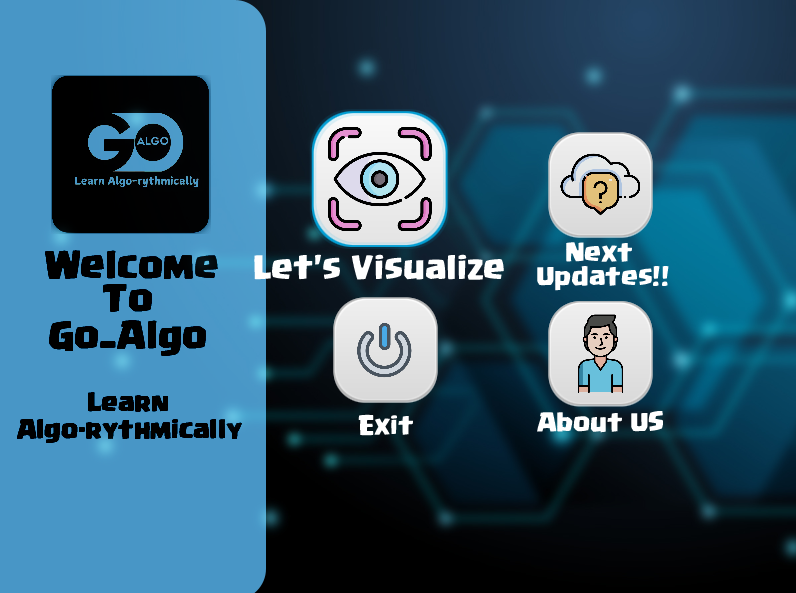 GO ALGO
Learn Algo-rythmically
Welcome
To
Go_Algo
Learn
Algo-rythmically
Let's Visualize
Next
Updates!!
?
Exit
About US